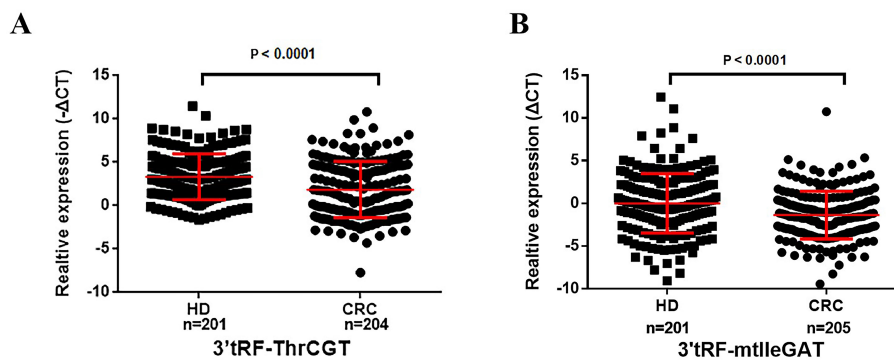 A
P < 0.0001
Realtive expression (-ΔCT)
15
10
5
0
-5
-10
HD
CRC
n=201
n=204
3'tRF-ThrCGT
B
P < 0.0001
Realtive expression (ΔCT)
15
10
5
0
-5
-10
HD
CRC
n=201
n=205
3'tRF-mtIleGAT